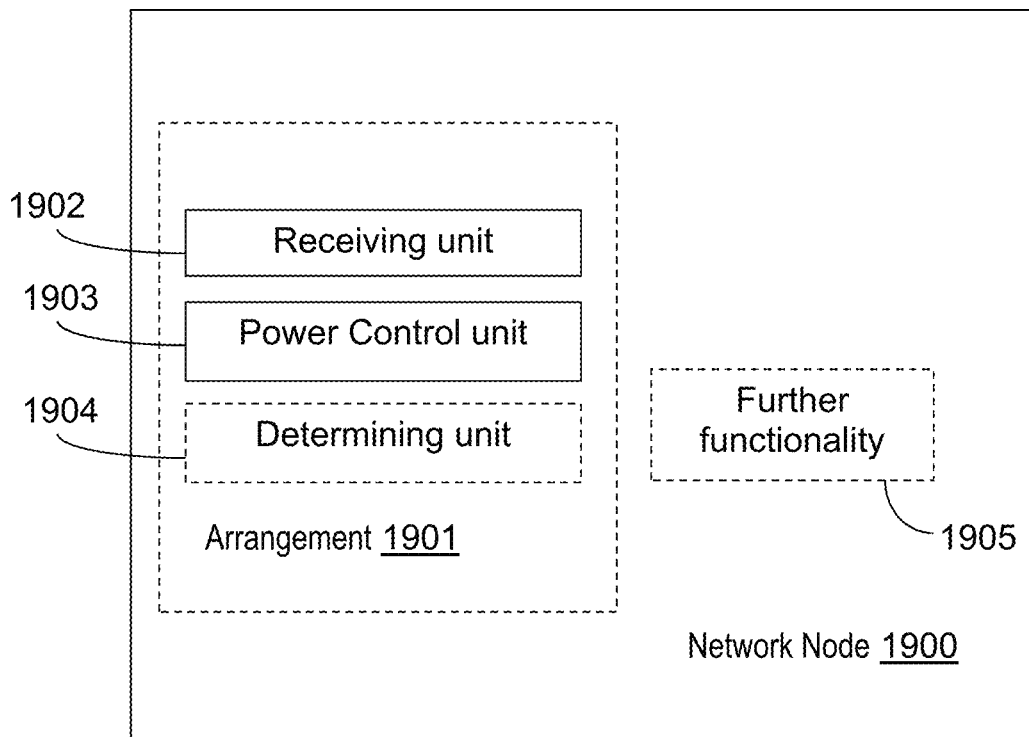 1902
Receiving unit
1903
Power Control unit
1904
Determining unit
Further
functionality
Arrangement 1901
1905
Network Node 1900